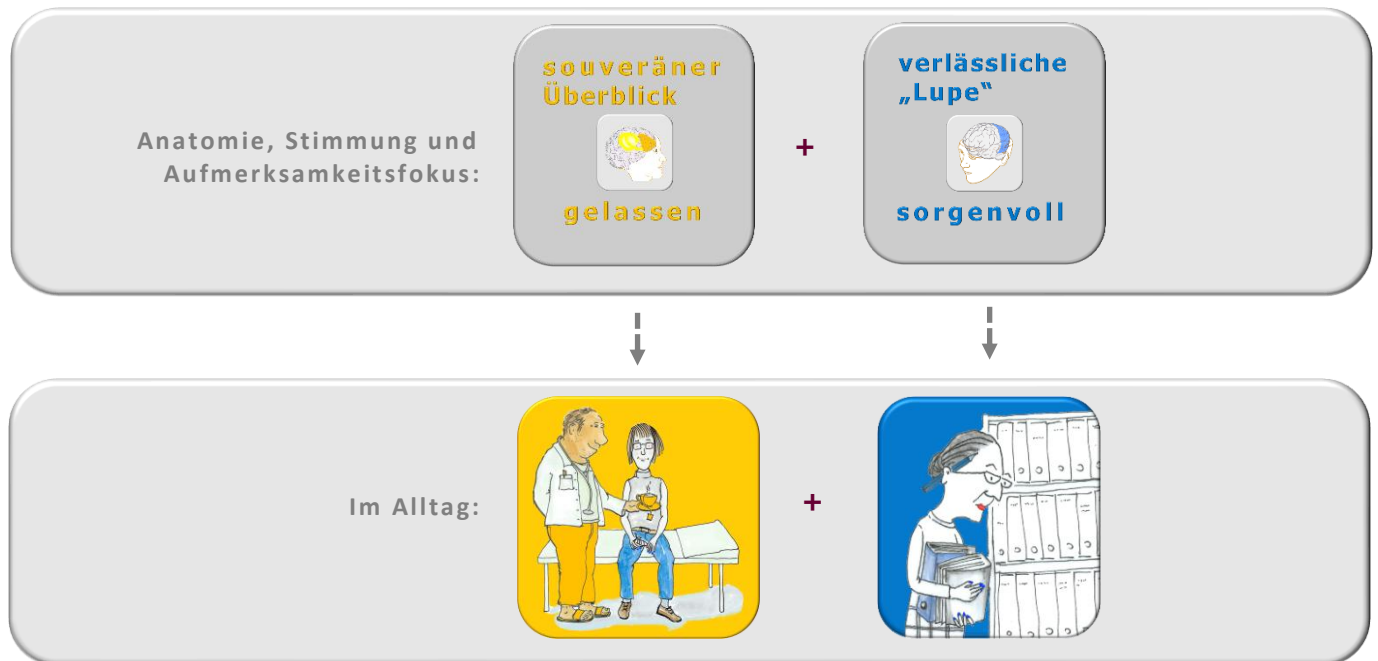 souveräner
Überblick
gelassen
verlässliche
„Lupe“
sorgenvoll
Anatomie, Stimmung und
Aufmerksamkeitsfokus:
+
Im Alltag:
+